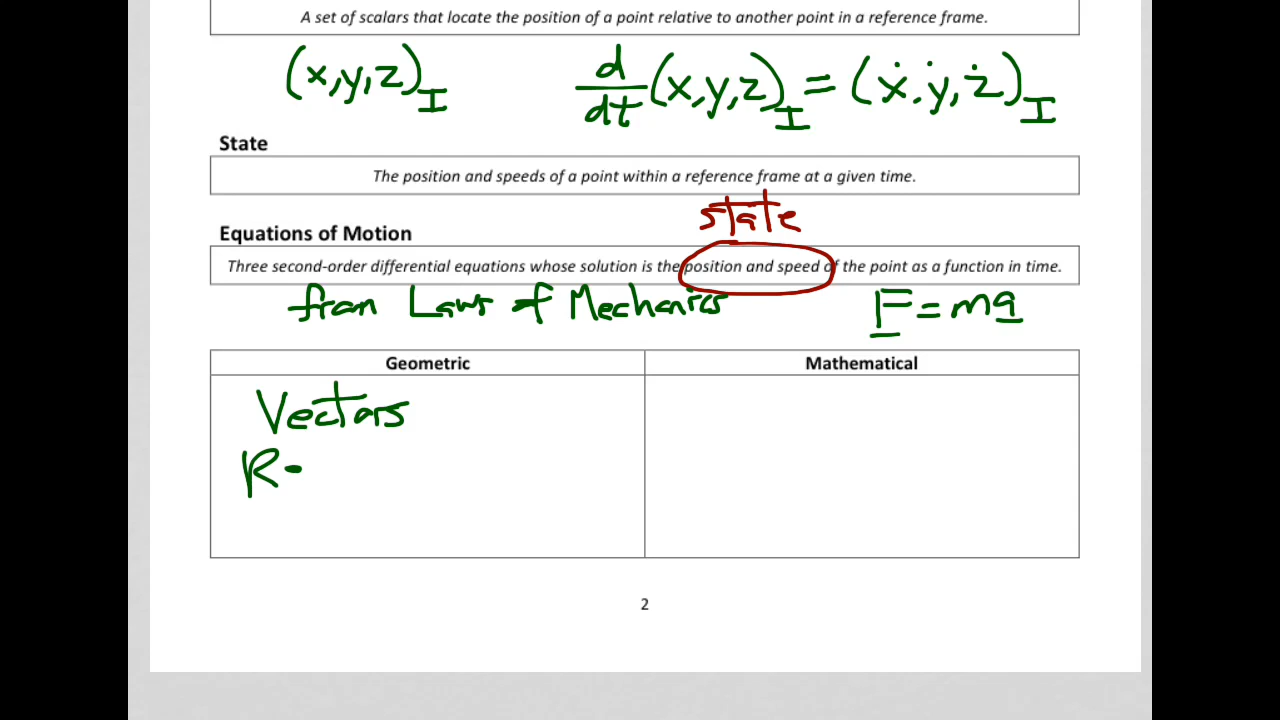 A set of scalars that locate the position of a point relative to another point in a reference frame.
(x,y,z)_I d/dt (x,y,z)_I = (ẋ.ẏ,ż)_I
State
The position and speeds of a point within a reference frame at a given time.
state
Equations of Motion
Three second-order differential equations whose solution is the position and speed of the point as a function in time.
from Laws of Mechanics F = ma
Geometric Mathematical
Vectors
R
2